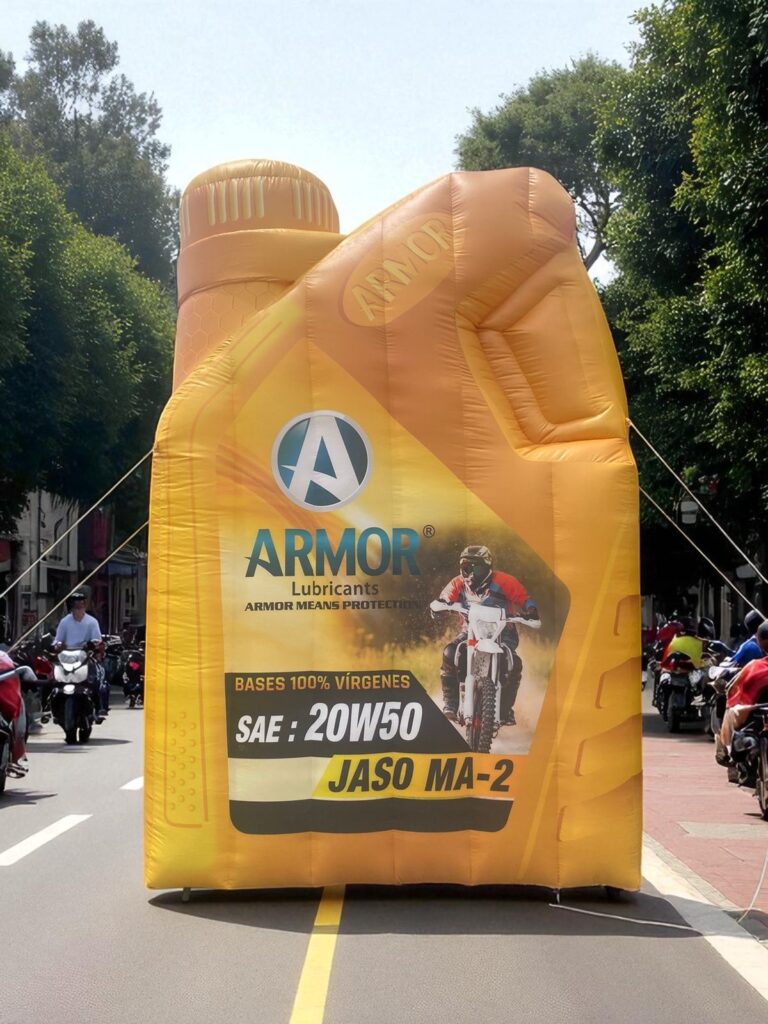 ARMOR
A
ARMOR®
Lubricants
ARMOR MEANS PROTECTION
BASES 100% VÍRGENES
SAE : 20W50
JASO MA-2